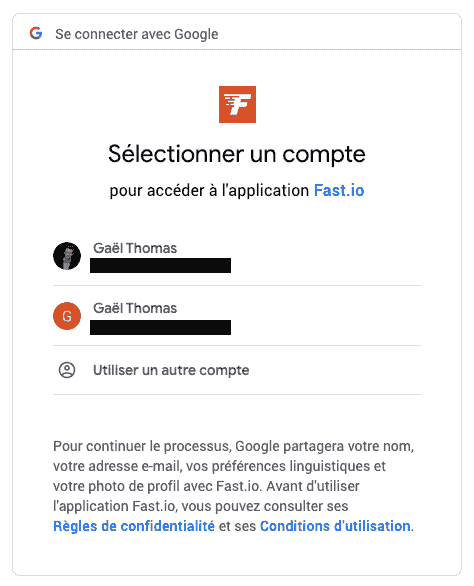 Se connecter avec Google
F
Sélectionner un compte
pour accéder à l'application Fast.io
Gaël Thomas
G
Gaël Thomas
Utiliser un autre compte
Pour continuer le processus, Google partagera votre nom,
votre adresse e-mail, vos préférences linguistiques et
votre photo de profil avec Fast.io. Avant d'utiliser
l'application Fast.io, vous pouvez consulter ses
Règles de confidentialité et ses Conditions d'utilisation.